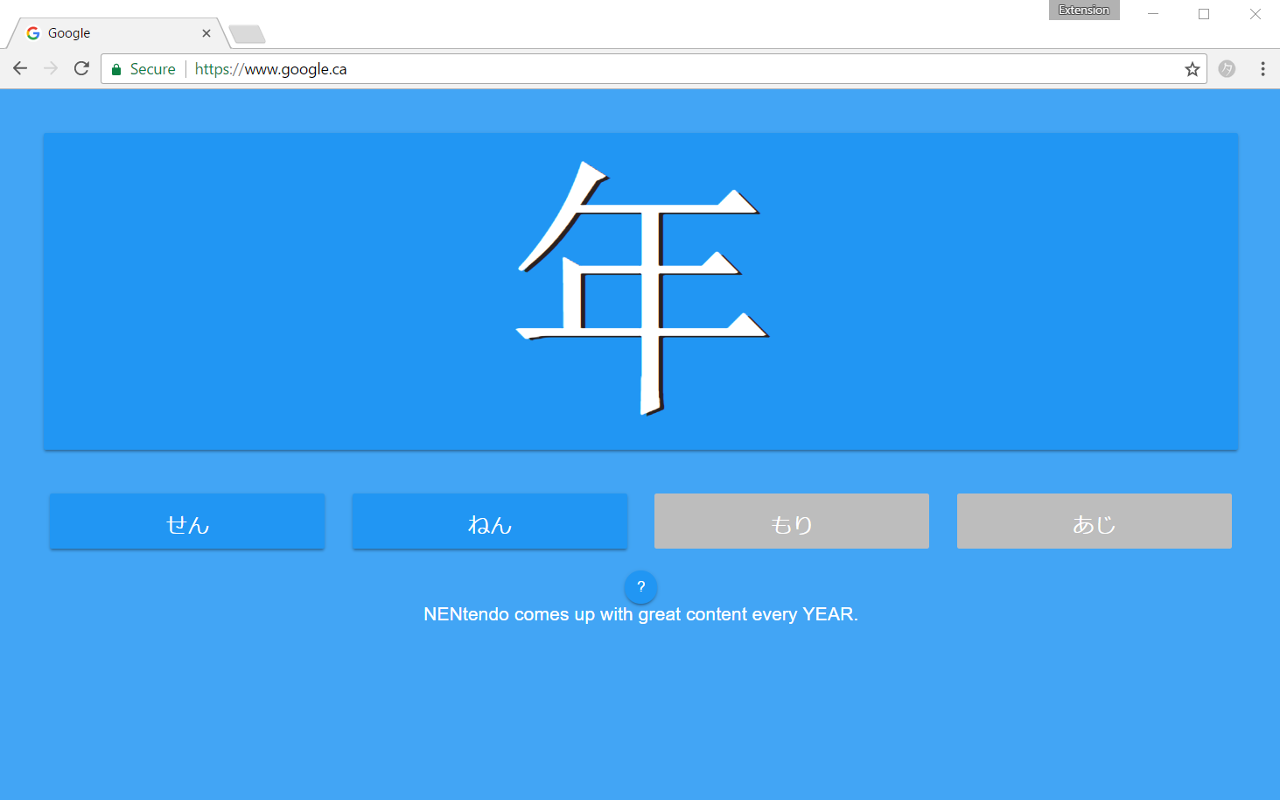 Extension
Google
Secure https://www.google.ca
年
せん ねん もり あじ
?
NENtendo comes up with great content every YEAR.